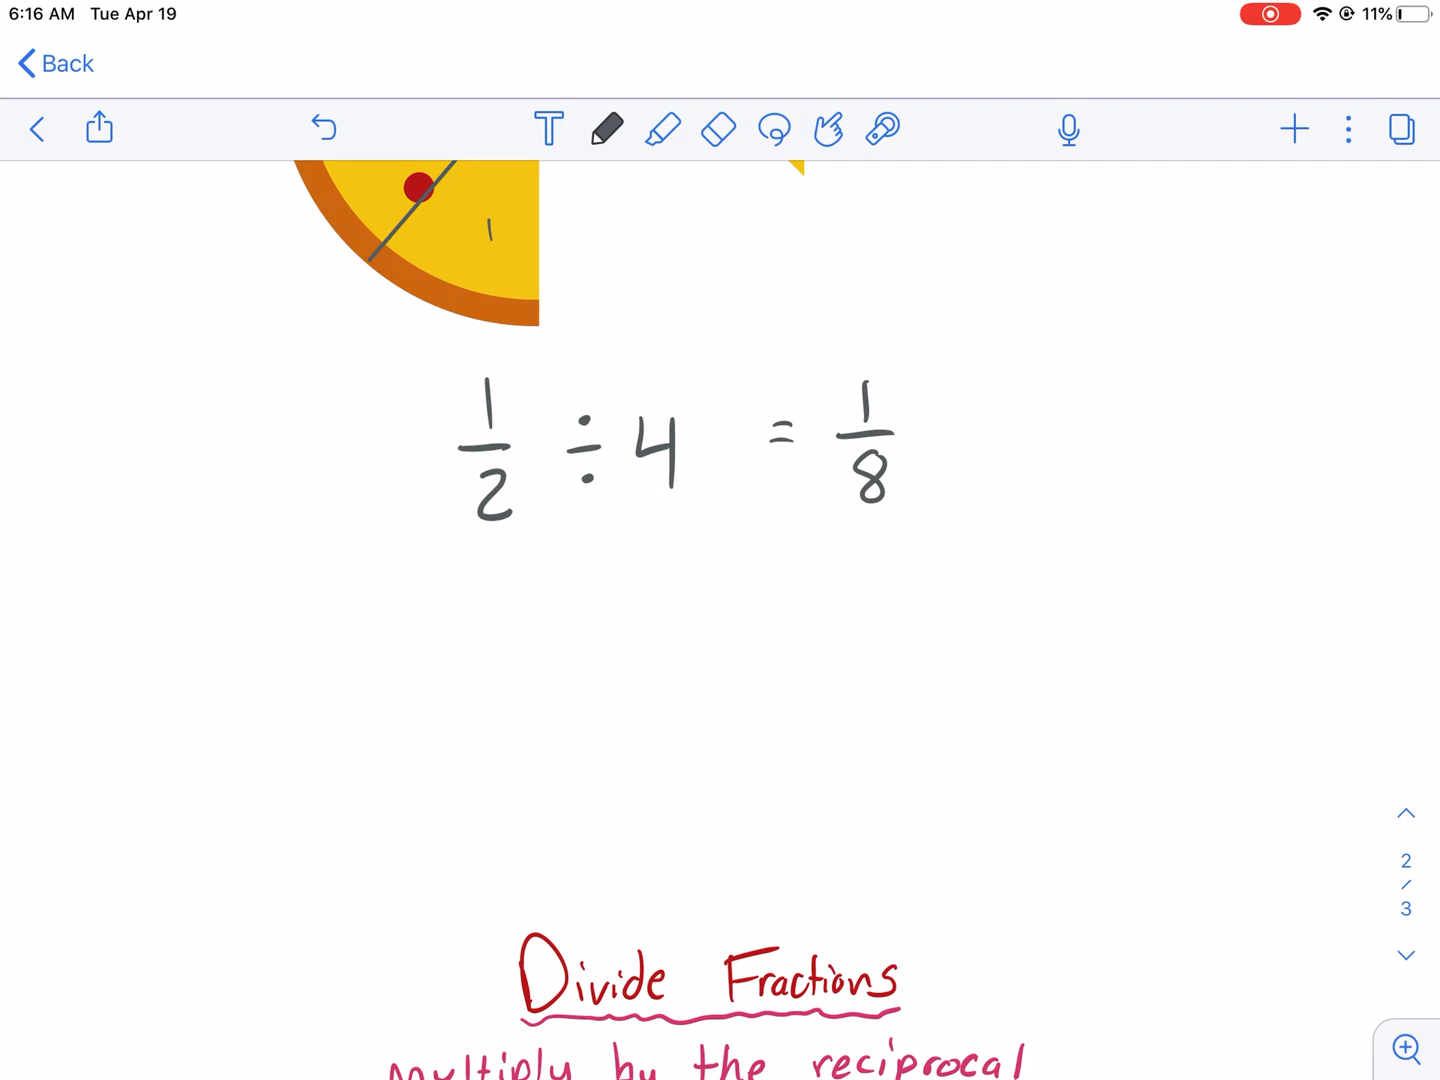 6:16 AM Tue Apr 19 11%
Back
T
1
1/2 ÷ 4 = 1/8
2
/
3
Divide Fractions
multiply by the reciprocal